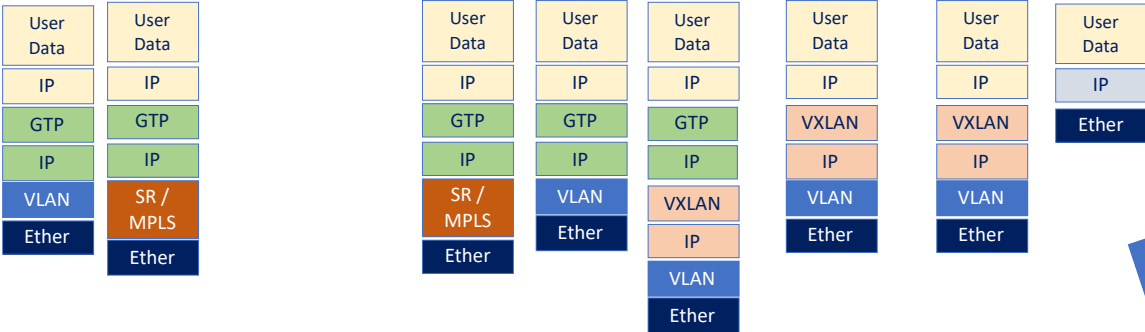 User
Data
IP
GTP
IP
VLAN
Ether
User
Data
IP
GTP
IP
SR /
MPLS
Ether
User
Data
IP
GTP
IP
SR /
MPLS
Ether
User
Data
IP
GTP
IP
VLAN
Ether
User
Data
IP
GTP
IP
VXLAN
IP
VLAN
Ether
User
Data
IP
VXLAN
IP
VLAN
Ether
User
Data
IP
VXLAN
IP
VLAN
Ether
User
Data
IP
Ether